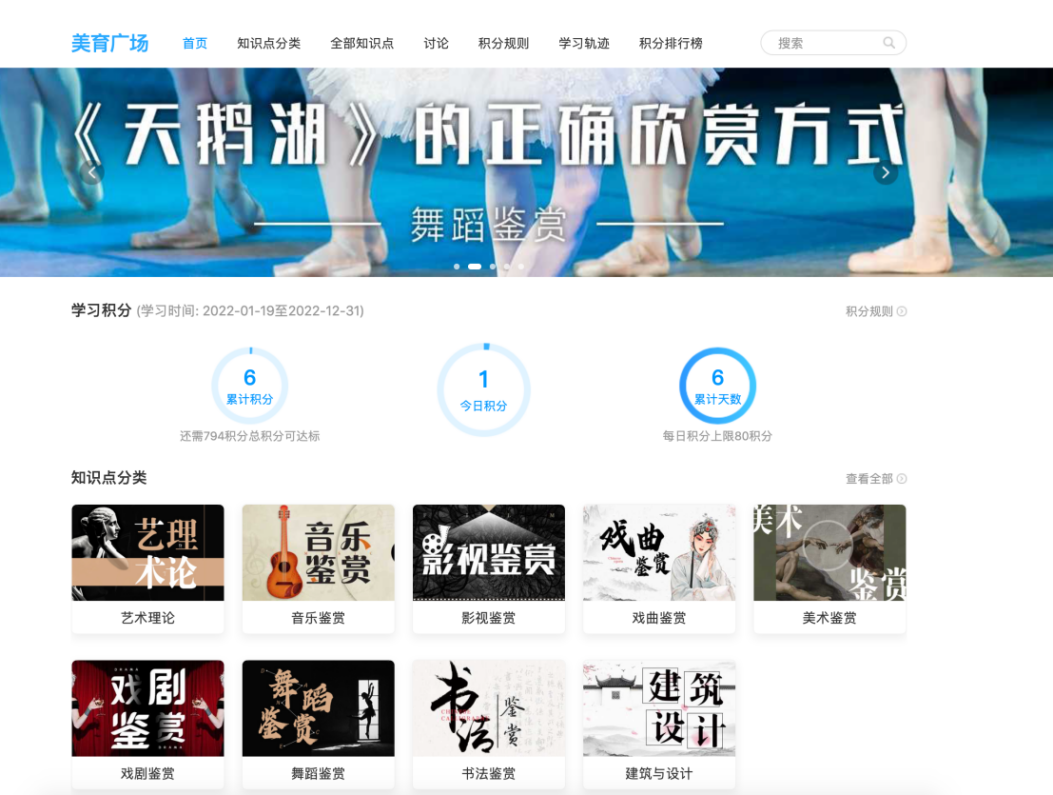 美育广场 首页 知识点分类 全部知识点 讨论 积分规则 学习轨迹 积分排行榜 搜索
《天鹅湖》的正确欣赏方式
舞蹈鉴赏
学习积分 (学习时间: 2022-01-19至2022-12-31) 积分规则
6 1 6
累计积分 今日积分 累计天数
还需794积分总积分可达标 每日积分上限80积分
知识点分类 查看全部
艺理 音乐 影视鉴赏 戏曲 美术
术论 鉴赏 鉴赏 鉴赏
艺术理论 音乐鉴赏 影视鉴赏 戏曲鉴赏 美术鉴赏
戏剧 舞蹈 书法 建筑
鉴赏 鉴赏 鉴赏 设计
戏剧鉴赏 舞蹈鉴赏 书法鉴赏 建筑与设计